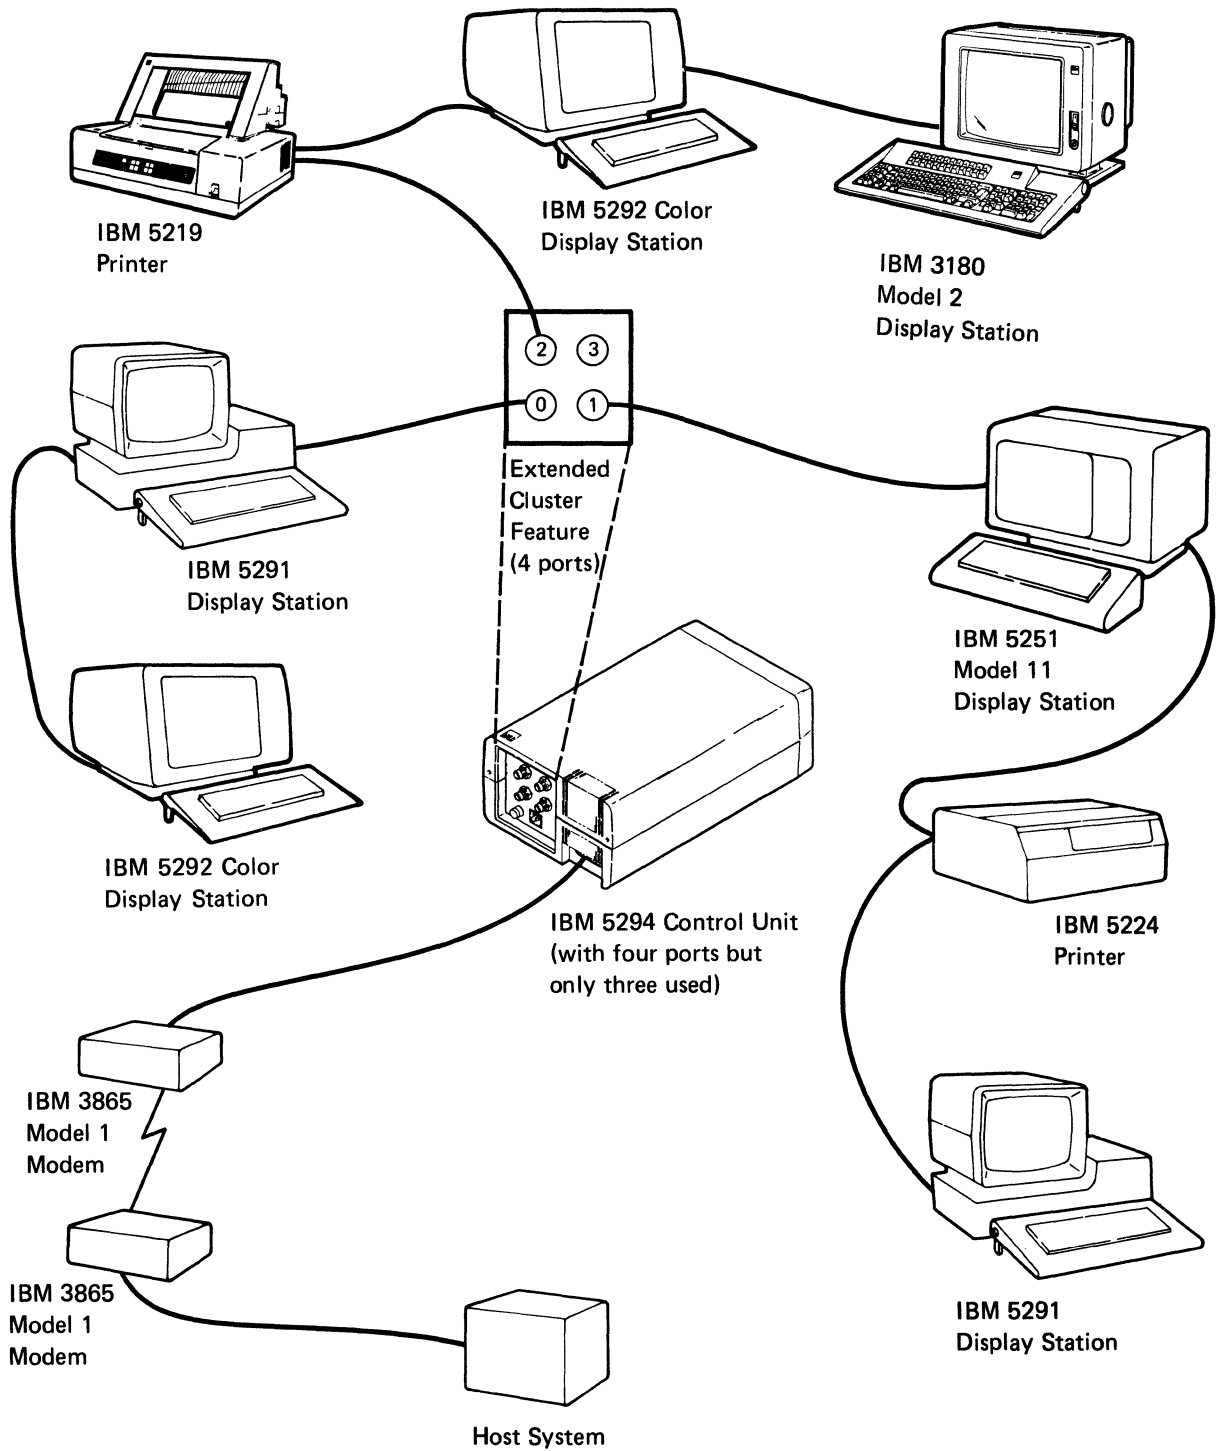 IBM 5219
Printer
IBM 5292 Color
Display Station
IBM 3180
Model 2
Display Station
2
3
0
1
Extended
Cluster
Feature
(4 ports)
IBM 5291
Display Station
IBM 5251
Model 11
Display Station
IBM 5292 Color
Display Station
IBM 5294 Control Unit
(with four ports but
only three used)
IBM 5224
Printer
IBM 3865
Model 1
Modem
IBM 3865
Model 1
Modem
IBM 5291
Display Station
Host System